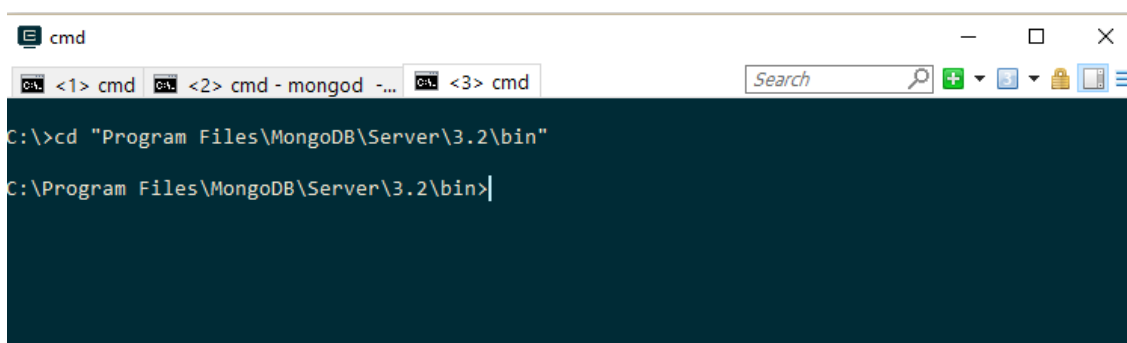 cmd
<1> cmd <2> cmd - mongod -... <3> cmd Search
C:\>cd "Program Files\MongoDB\Server\3.2\bin"
C:\Program Files\MongoDB\Server\3.2\bin>